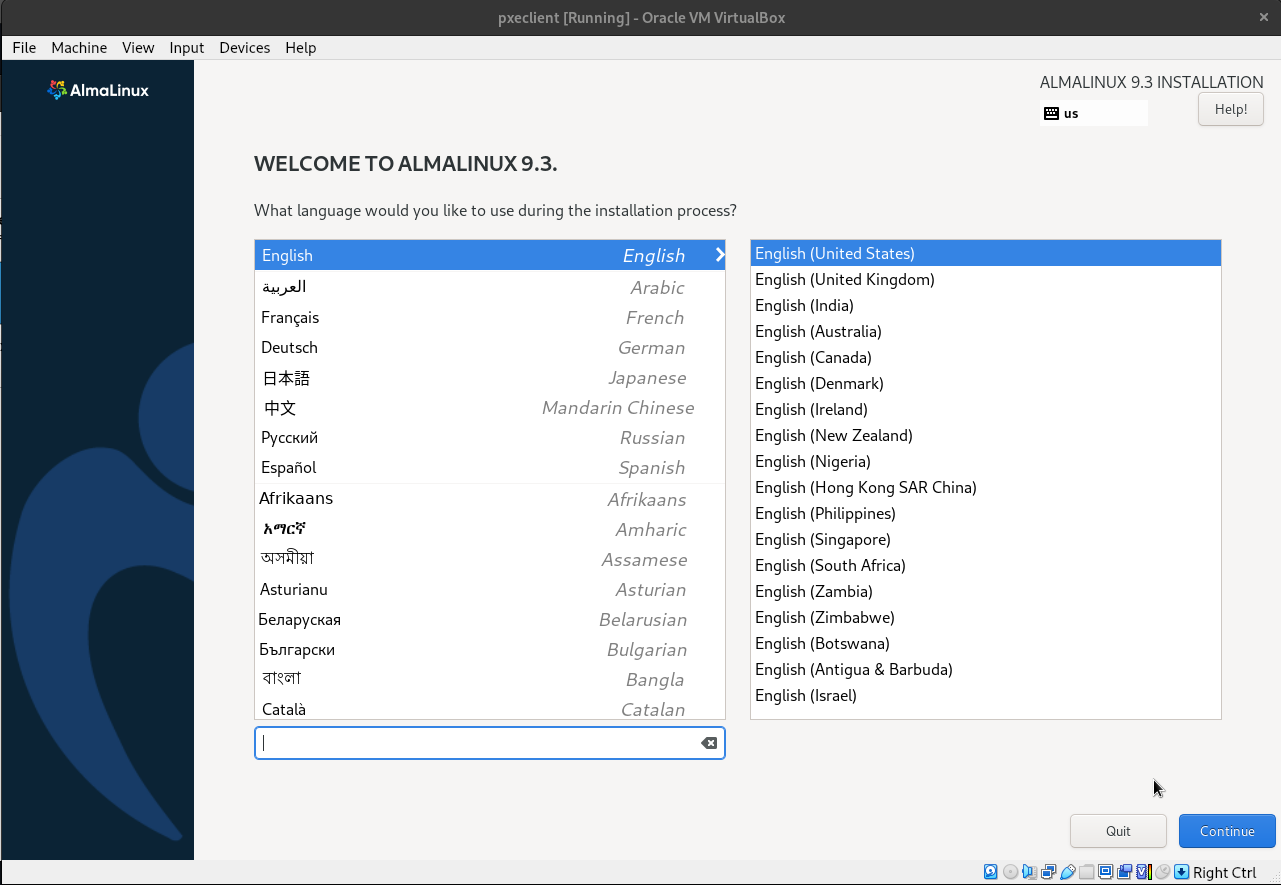 pxeclient [Running] - Oracle VM VirtualBox
File Machine View Input Devices Help
AlmaLinux
ALMALINUX 9.3 INSTALLATION
us
Help!
WELCOME TO ALMALINUX 9.3.
What language would you like to use during the installation process?
English English
العربية Arabic
Français French
Deutsch German
日本語 Japanese
中文 Mandarin Chinese
Русский Russian
Español Spanish
Afrikaans Afrikaans
አማርኛ Amharic
অসমীয়া Assamese
Asturianu Asturian
Беларуская Belarusian
Български Bulgarian
বাংলা Bangla
Català Catalan
English (United States)
English (United Kingdom)
English (India)
English (Australia)
English (Canada)
English (Denmark)
English (Ireland)
English (New Zealand)
English (Nigeria)
English (Hong Kong SAR China)
English (Philippines)
English (Singapore)
English (South Africa)
English (Zambia)
English (Zimbabwe)
English (Botswana)
English (Antigua & Barbuda)
English (Israel)
Quit
Continue
Right Ctrl